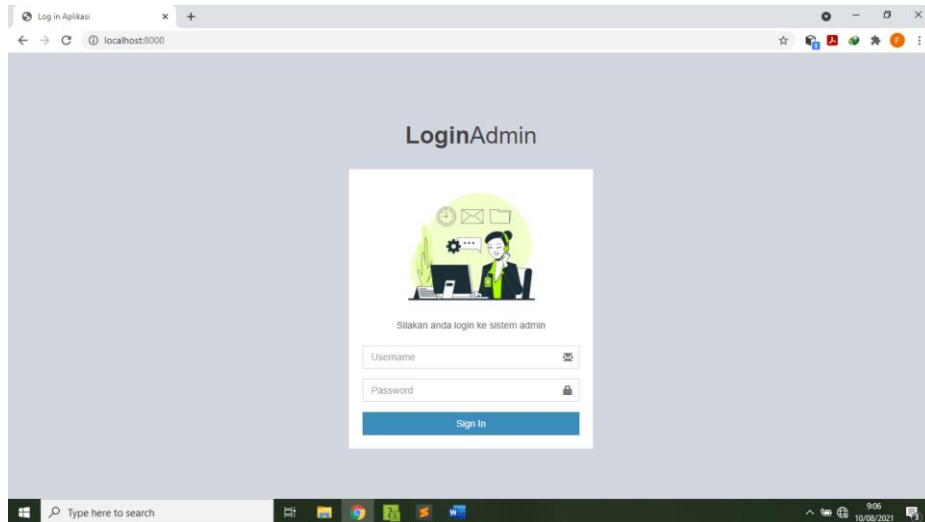 Log in Aplikasi
localhost:8000
F
LoginAdmin
Silakan anda login ke sistem admin
Username
Password
Sign In
Type here to search
9:06
10/08/2021